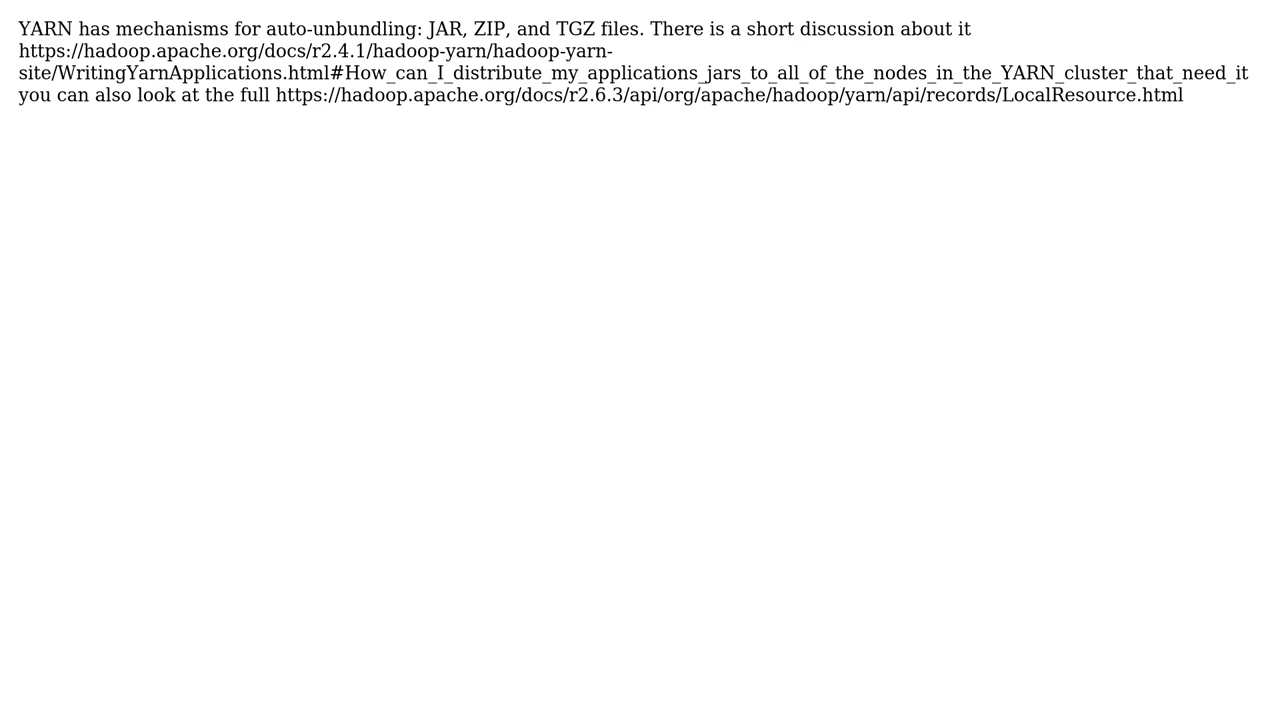 YARN has mechanisms for auto-unbundling: JAR, ZIP, and TGZ files. There is a short discussion about it
https://hadoop.apache.org/docs/r2.4.1/hadoop-yarn/hadoop-yarn-
site/WritingYarnApplications.html#How_can_I_distribute_my_applications_jars_to_all_of_the_nodes_in_the_YARN_cluster_that_need_it
you can also look at the full https://hadoop.apache.org/docs/r2.6.3/api/org/apache/hadoop/yarn/api/records/LocalResource.html